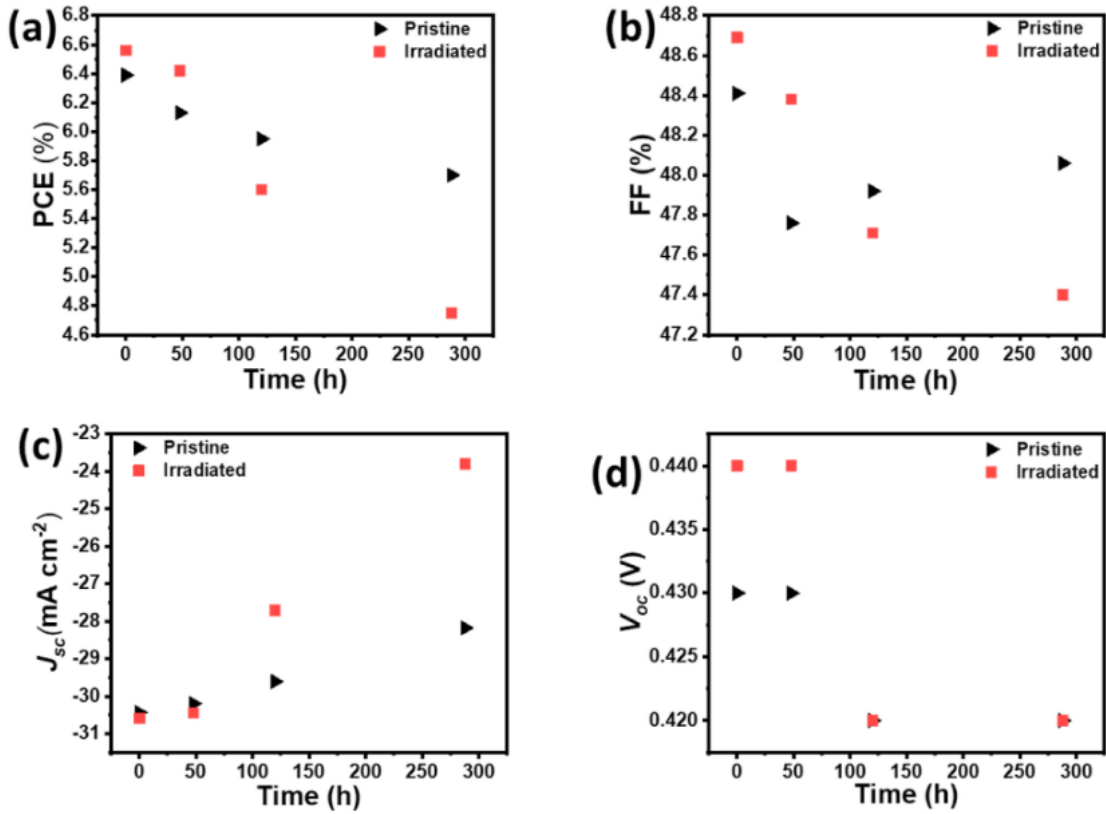 (a)
PCE (%)
6.8
6.6
6.4
6.2
6.0
5.8
5.6
5.4
5.2
5.0
4.8
4.6
Pristine
Irradiated
0 50 100 150 200 250 300
Time (h)
(b)
FF (%)
48.8
48.6
48.4
48.2
48.0
47.8
47.6
47.4
47.2
Pristine
Irradiated
0 50 100 150 200 250 300
Time (h)
(c)
Jsc(mA cm-2)
-23
-24
-25
-26
-27
-28
-29
-30
-31
Pristine
Irradiated
0 50 100 150 200 250 300
Time (h)
(d)
Voc (V)
0.440
0.435
0.430
0.425
0.420
Pristine
Irradiated
0 50 100 150 200 250 300
Time (h)